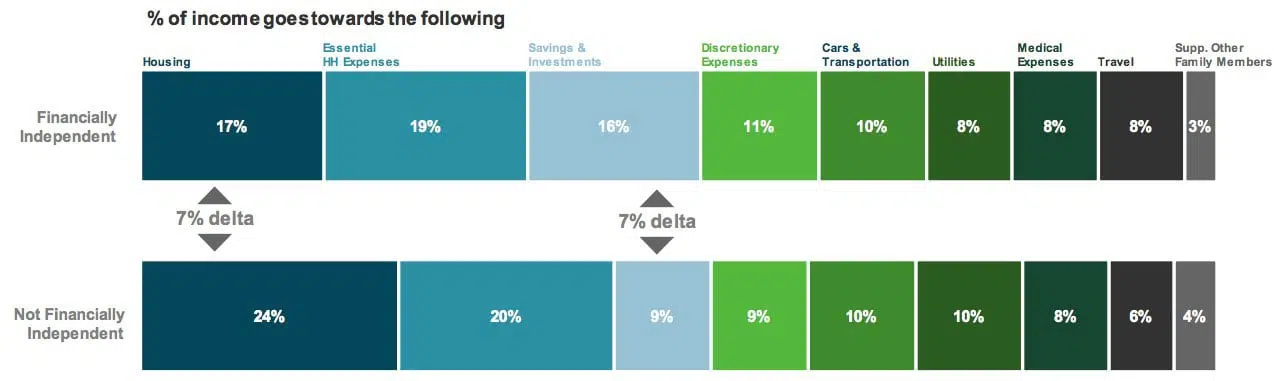 % of income goes towards the following
Housing
Essential
HH Expenses
Savings &
Investments
Discretionary
Expenses
Cars &
Transportation
Utilities
Medical
Expenses
Travel
Supp. Other
Family Members
Financially
Independent
17%
19%
16%
11%
10%
8%
8%
8%
3%
7% delta
7% delta
Not Financially
Independent
24%
20%
9%
9%
10%
10%
8%
6%
4%